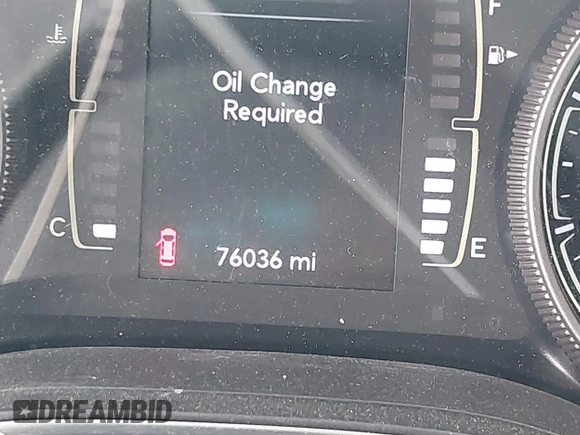 F
Oil Change
Required
C
E
76036 mi
DREAMBID